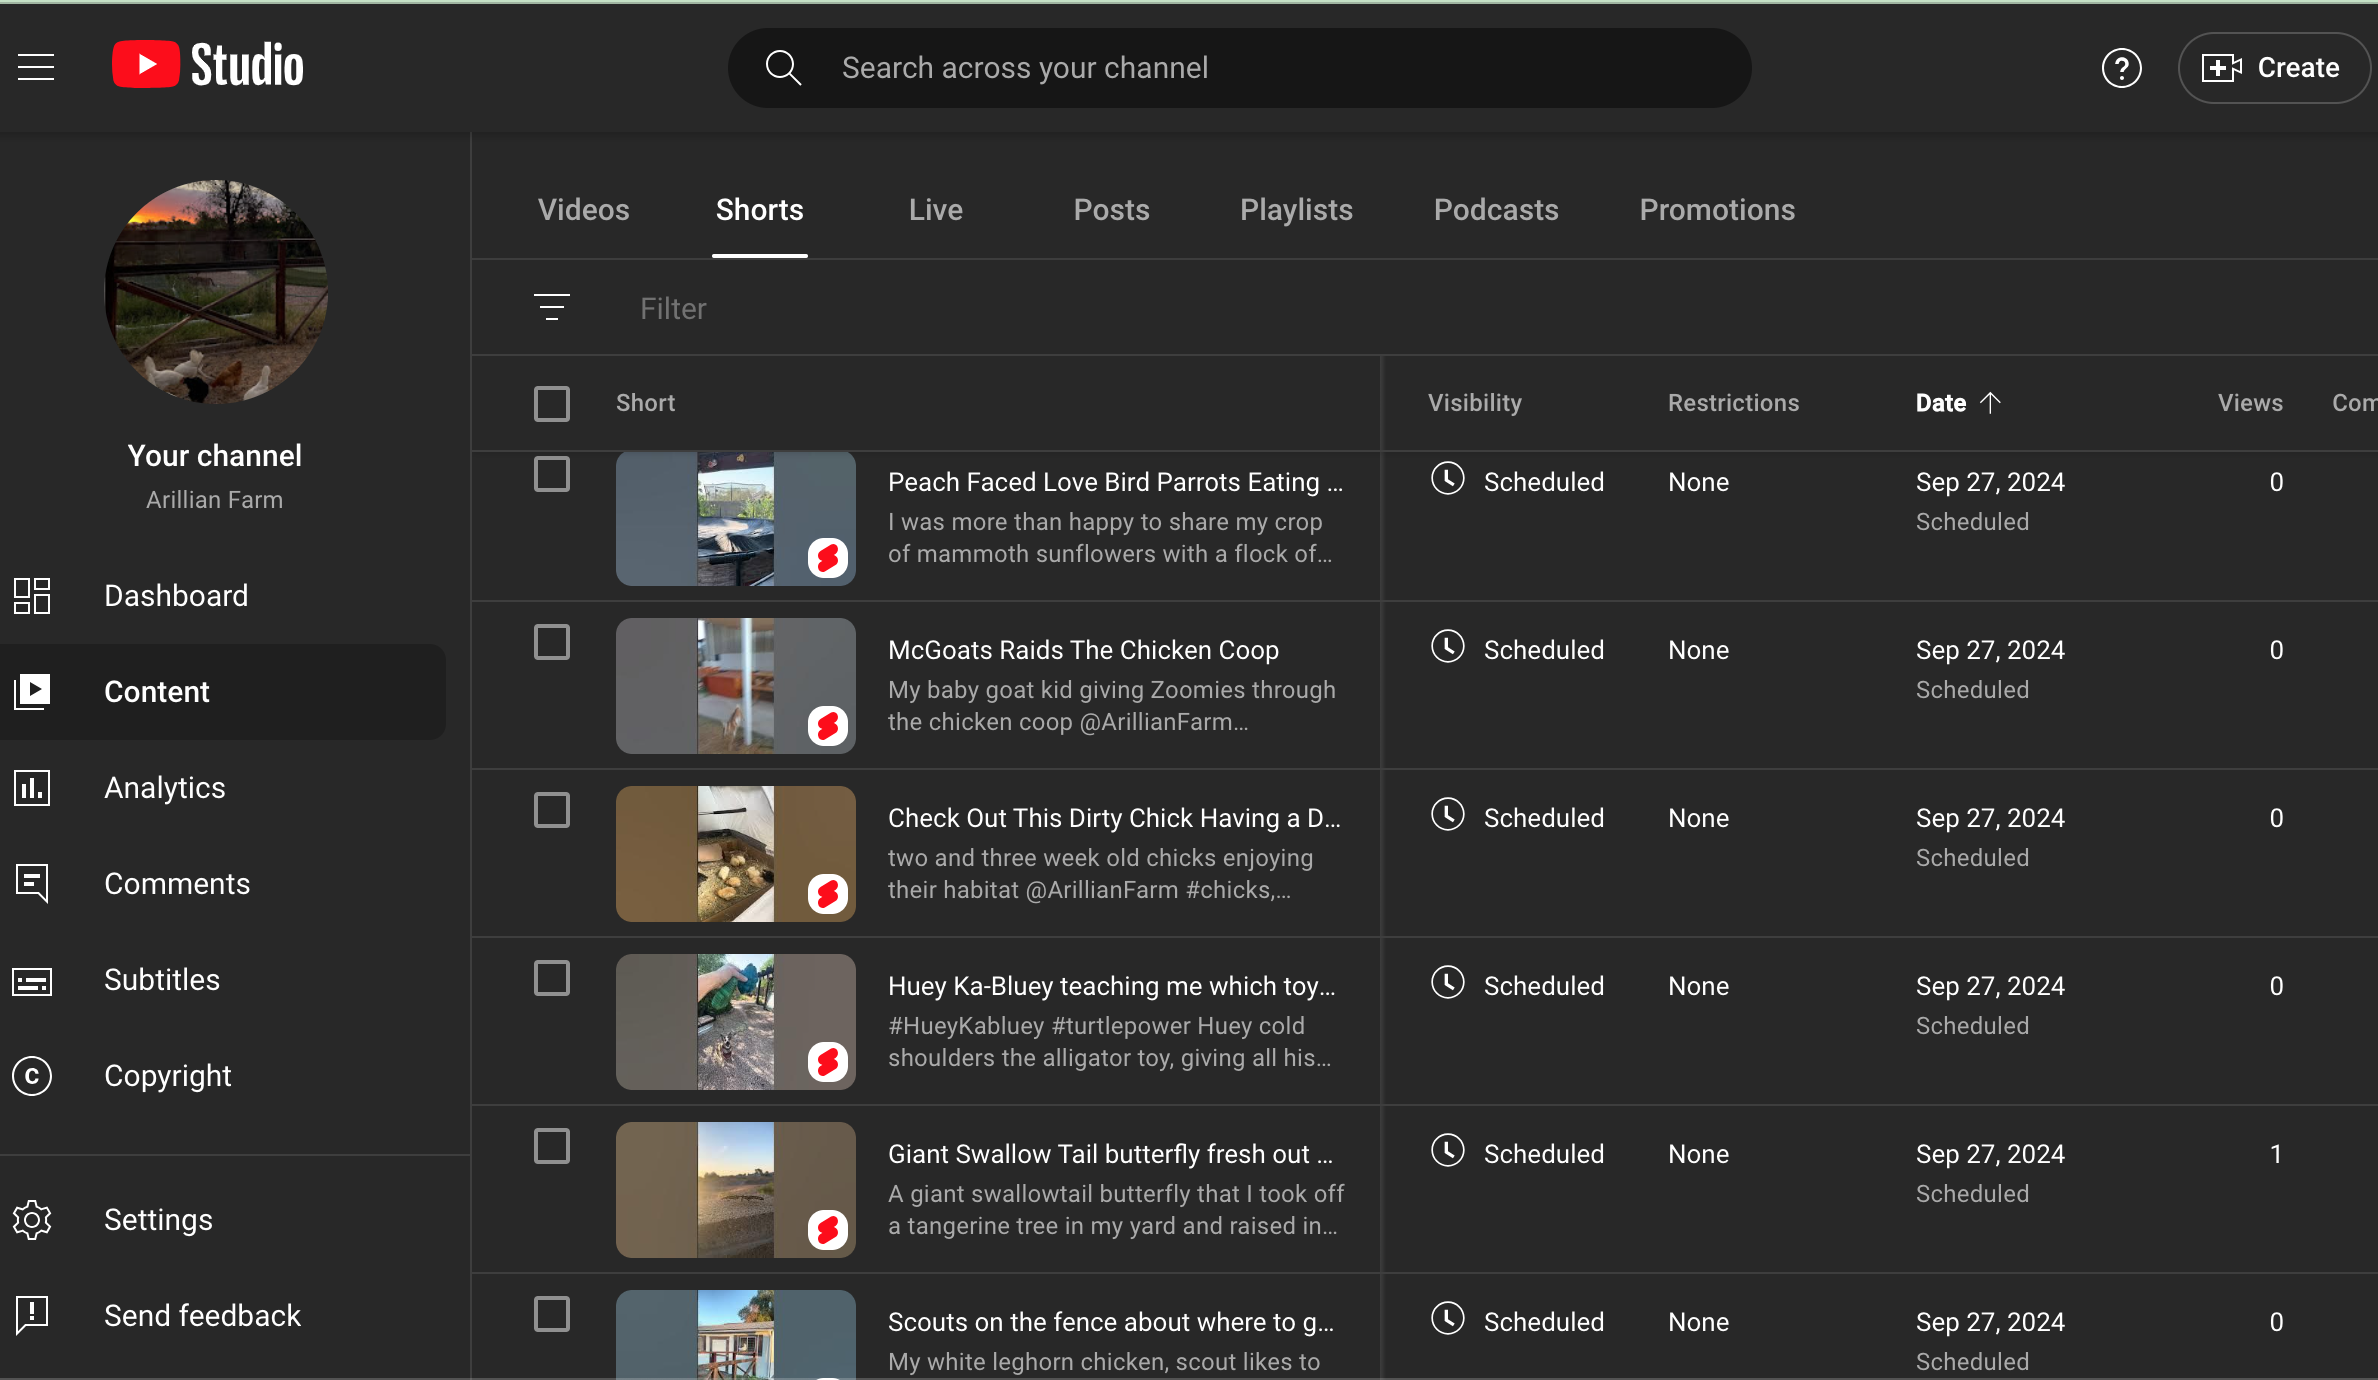 Studio
Search across your channel
Create
Your channel
Arillian Farm
Dashboard
Content
Analytics
Comments
Subtitles
Copyright
Settings
Send feedback
Videos Shorts Live Posts Playlists Podcasts Promotions
Filter
Short Visibility Restrictions Date Views Com
Peach Faced Love Bird Parrots Eating ... Scheduled None Sep 27, 2024 0
I was more than happy to share my crop Scheduled
of mammoth sunflowers with a flock of...
McGoats Raids The Chicken Coop Scheduled None Sep 27, 2024 0
My baby goat kid giving Zoomies through Scheduled
the chicken coop @ArillianFarm...
Check Out This Dirty Chick Having a D... Scheduled None Sep 27, 2024 0
two and three week old chicks enjoying Scheduled
their habitat @ArillianFarm #chicks,...
Huey Ka-Bluey teaching me which toy... Scheduled None Sep 27, 2024 0
#HueyKabluey #turtlepower Huey cold Scheduled
shoulders the alligator toy, giving all his...
Giant Swallow Tail butterfly fresh out ... Scheduled None Sep 27, 2024 1
A giant swallowtail butterfly that I took off Scheduled
a tangerine tree in my yard and raised in...
Scouts on the fence about where to g... Scheduled None Sep 27, 2024 0
My white leghorn chicken, scout likes to Scheduled